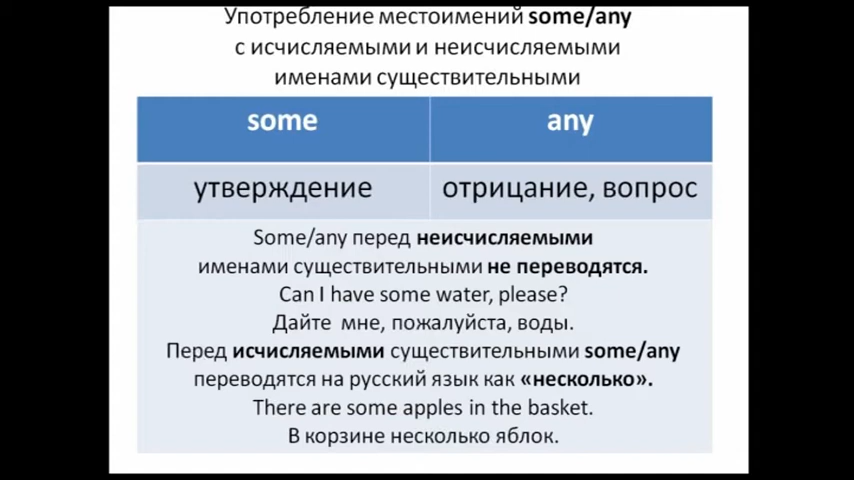 Употребление местоимений some/any
с исчисляемыми и неисчисляемыми
именами существительными
some
any
утверждение
отрицание, вопрос
Some/any перед неисчисляемыми
именами существительными не переводятся.
Can I have some water, please?
Дайте мне, пожалуйста, воды.
Перед исчисляемыми существительными some/any
переводятся на русский язык как «несколько».
There are some apples in the basket.
В корзине несколько яблок.